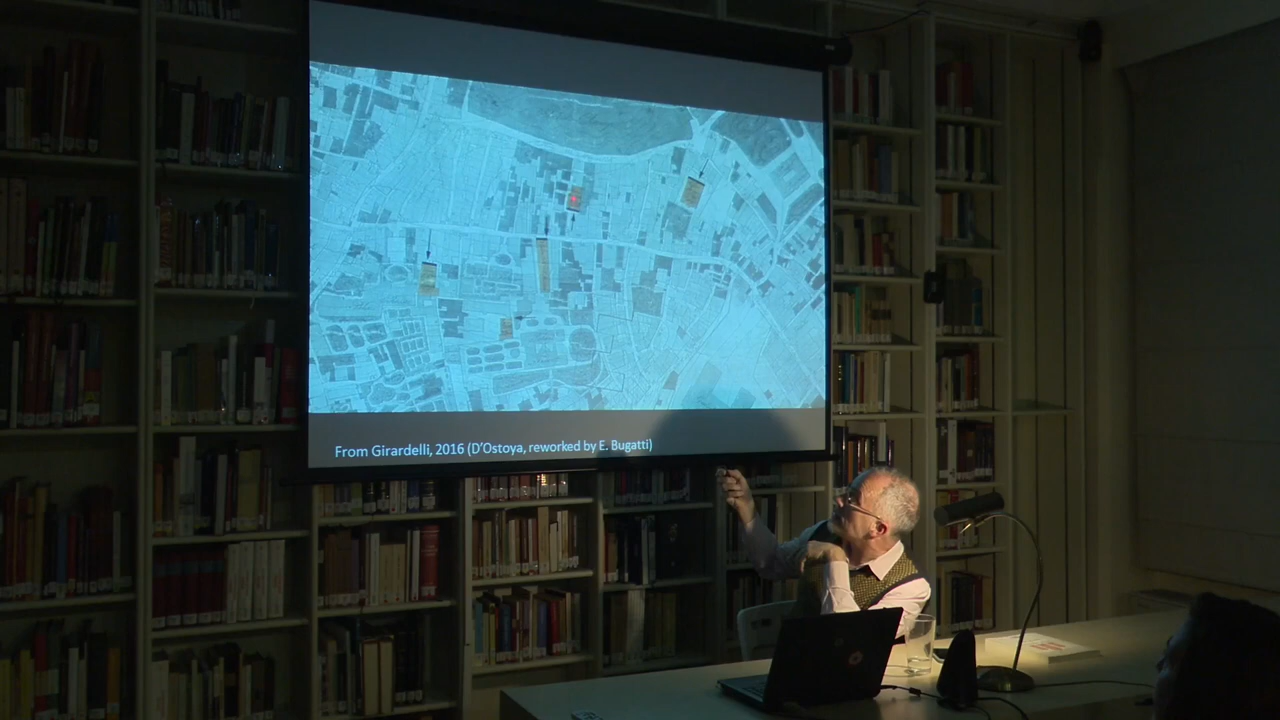 From Girardelli, 2016 (D'Ostoya, reworked by E. Bugatti)